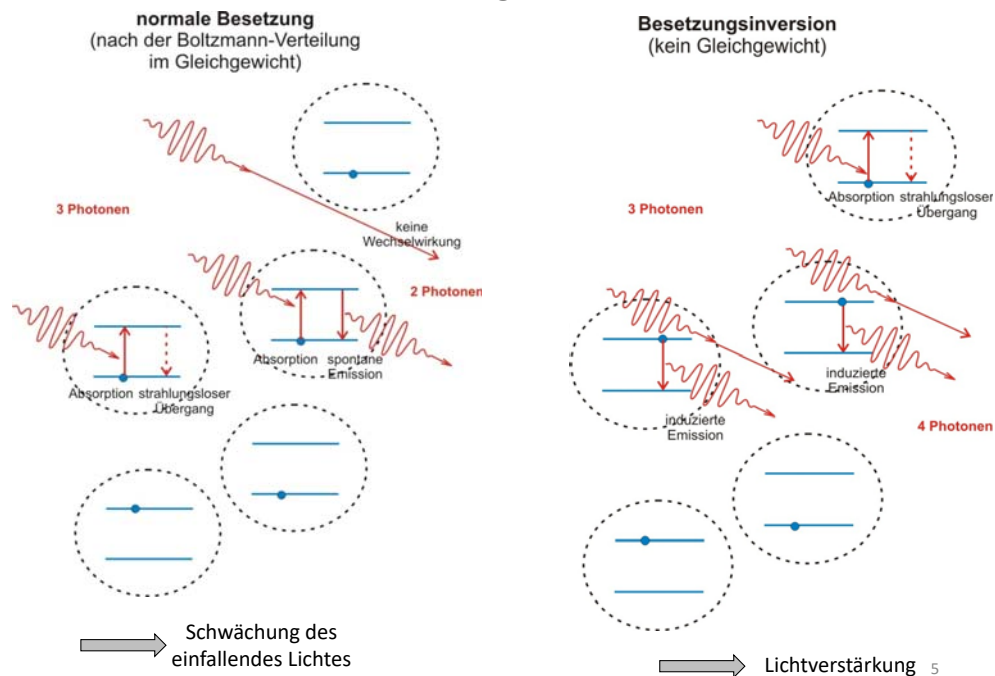 normale Besetzung
(nach der Boltzmann-Verteilung
im Gleichgewicht)
3 Photonen
keine
Wechselwirkung
2 Photonen
Absorption
spontane
Emission
Absorption
strahlungsloser
Übergang
Schwächung des
einfallendes Lichtes
Besetzungsinversion
(kein Gleichgewicht)
Absorption
strahlungsloser
Übergang
3 Photonen
induzierte
Emission
induzierte
Emission
4 Photonen
Lichtverstärkung
5